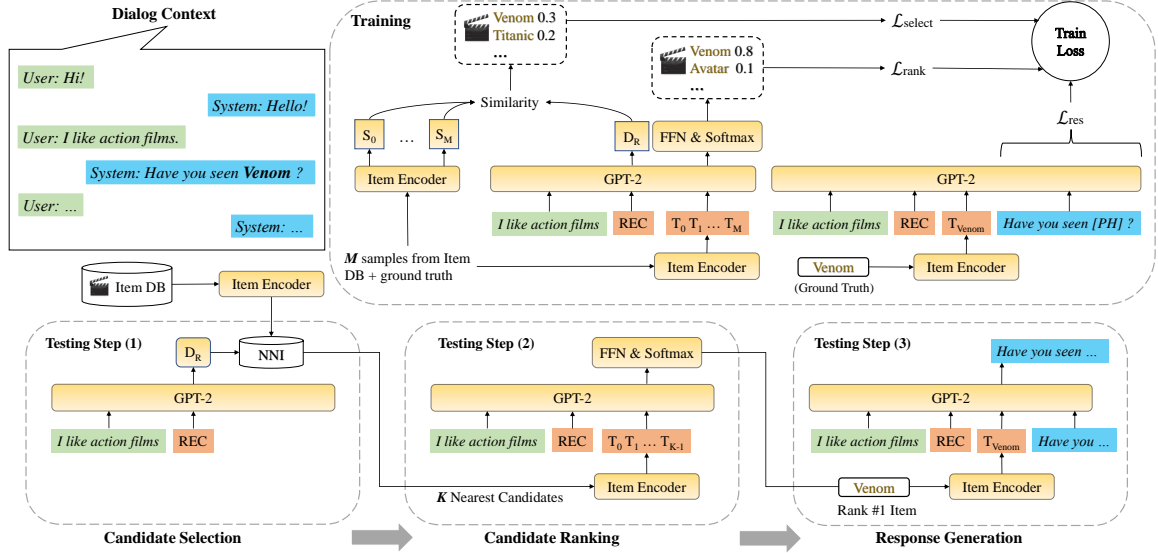 Dialog Context
User: Hi!
System: Hello!
User: I like action films.
System: Have you seen Venom ?
User: ...
System: ...
Training
Venom 0.3
Titanic 0.2
...
Venom 0.8
Avatar 0.1
...
ℒselect
ℒrank
Train
Loss
ℒres
Similarity
S0 ... SM
DR
FFN & Softmax
Item Encoder
GPT-2
GPT-2
I like action films
REC
T0 T1 ... TM
I like action films
REC
TVenom
Have you seen [PH] ?
M samples from Item
DB + ground truth
Item Encoder
Venom
(Ground Truth)
Item Encoder
Item DB
Item Encoder
Testing Step (1)
DR
NNI
GPT-2
I like action films
REC
Candidate Selection
Testing Step (2)
FFN & Softmax
GPT-2
I like action films
REC
T0 T1 ... TK-1
K Nearest Candidates
Item Encoder
Candidate Ranking
Testing Step (3)
Have you seen ...
GPT-2
I like action films
REC
TVenom
Have you ...
Venom
Rank #1 Item
Item Encoder
Response Generation